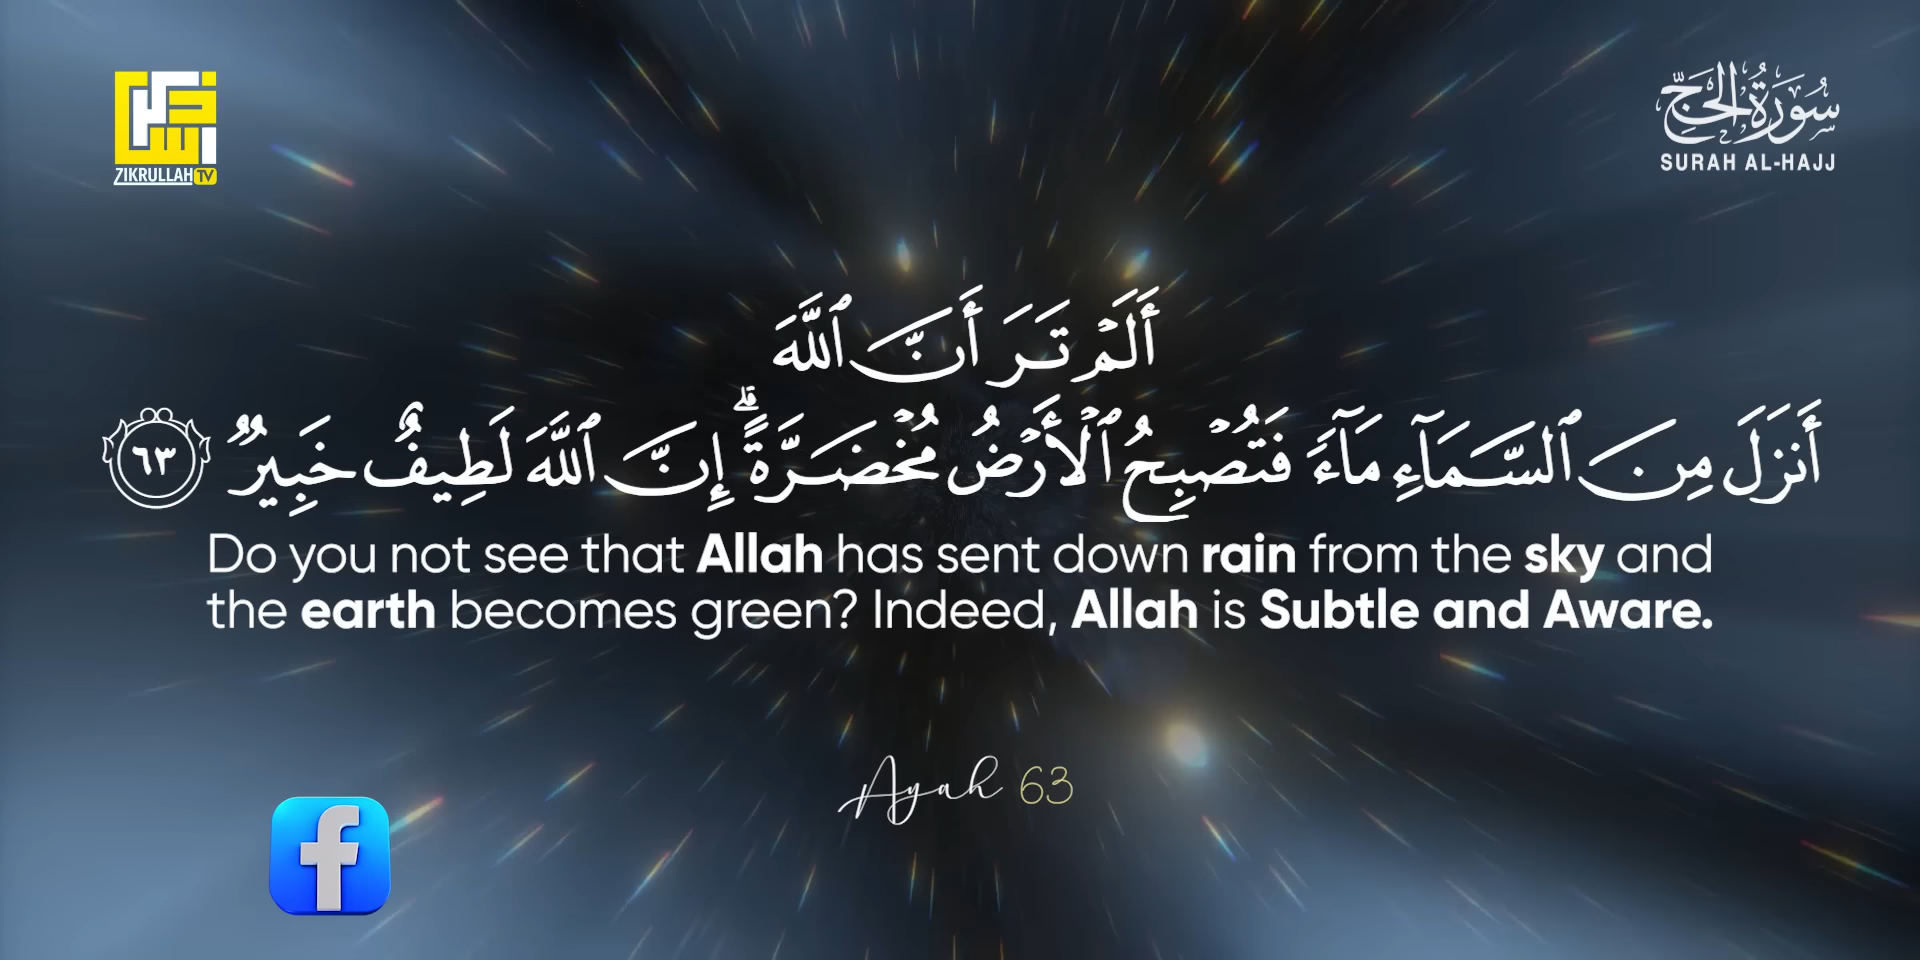 ZIKRULLAH TV
سُورَةُ الحَجِّ
SURAH AL-HAJJ
أَلَمْ تَرَ أَنَّ ٱللَّهَ
أَنزَلَ مِنَ ٱلسَّمَآءِ مَآءً فَتُصْبِحُ ٱلْأَرْضُ مُخْضَرَّةً ۗ إِنَّ ٱللَّهَ لَطِيفٌ خَبِيرٌ ٦٣
Do you not see that Allah has sent down rain from the sky and
the earth becomes green? Indeed, Allah is Subtle and Aware.
Ayah 63
f